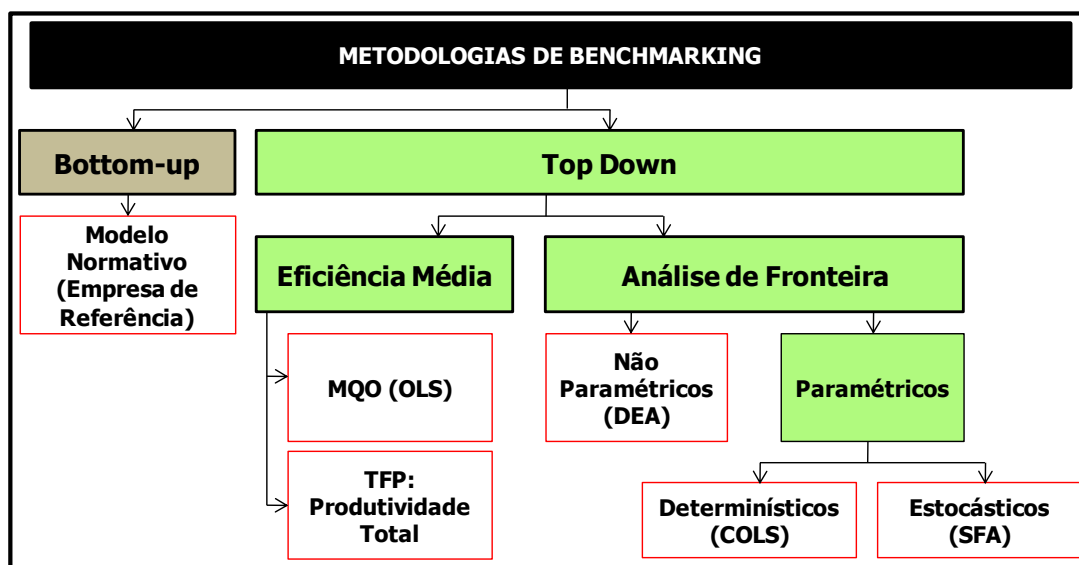 METODOLOGIAS DE BENCHMARKING
Bottom-up
Top Down
Modelo
Normativo
(Empresa de
Referência)
Eficiência Média
Análise de Fronteira
MQO (OLS)
Não
Paramétricos
(DEA)
Paramétricos
TFP:
Produtividade
Total
Determinísticos
(COLS)
Estocásticos
(SFA)